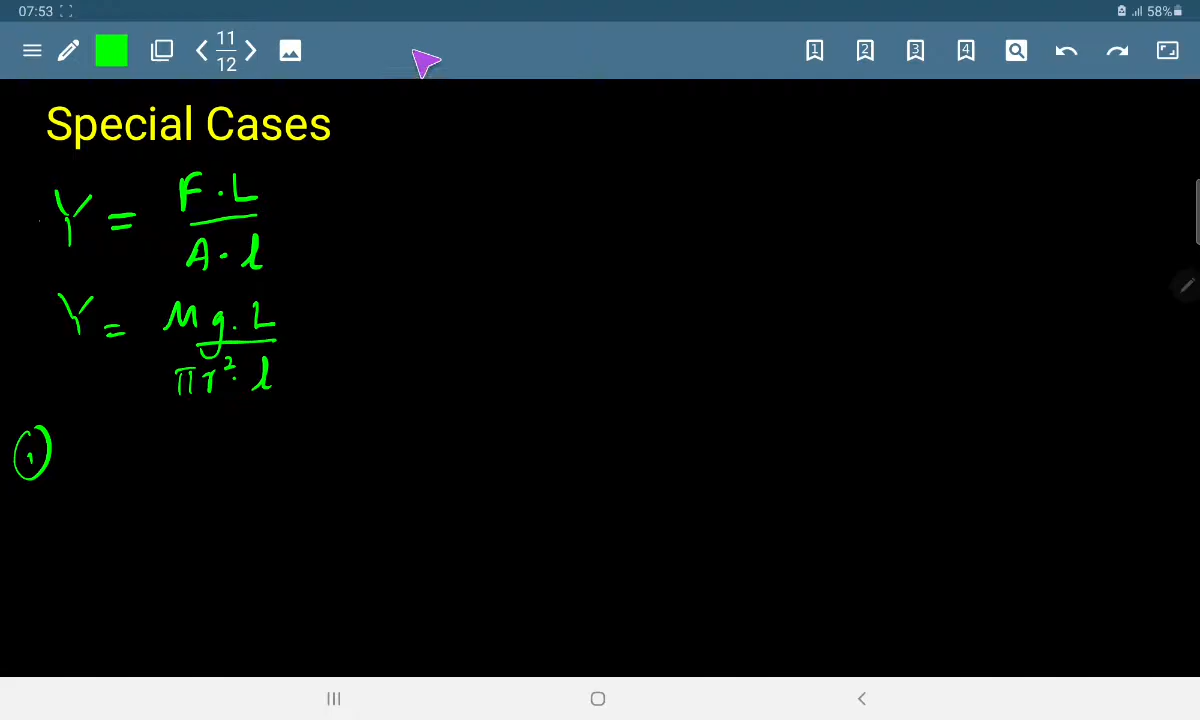 07:53 58%
11
12
1 2 3 4
Special Cases
Y = F . L / A . l
Y = Mg . L / πr² . l
①